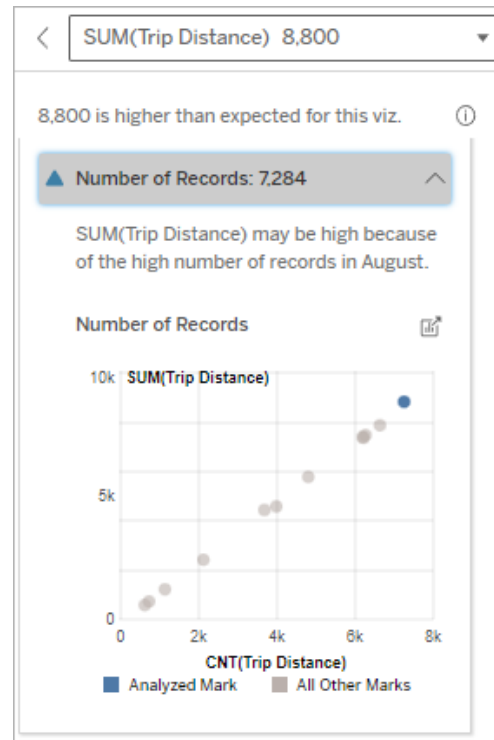 SUM(Trip Distance) 8,800
8,800 is higher than expected for this viz.
Number of Records: 7,284
SUM(Trip Distance) may be high because
of the high number of records in August.
Number of Records
10k
SUM(Trip Distance)
5k
0
0 2k 4k 6k 8k
CNT(Trip Distance)
Analyzed Mark All Other Marks